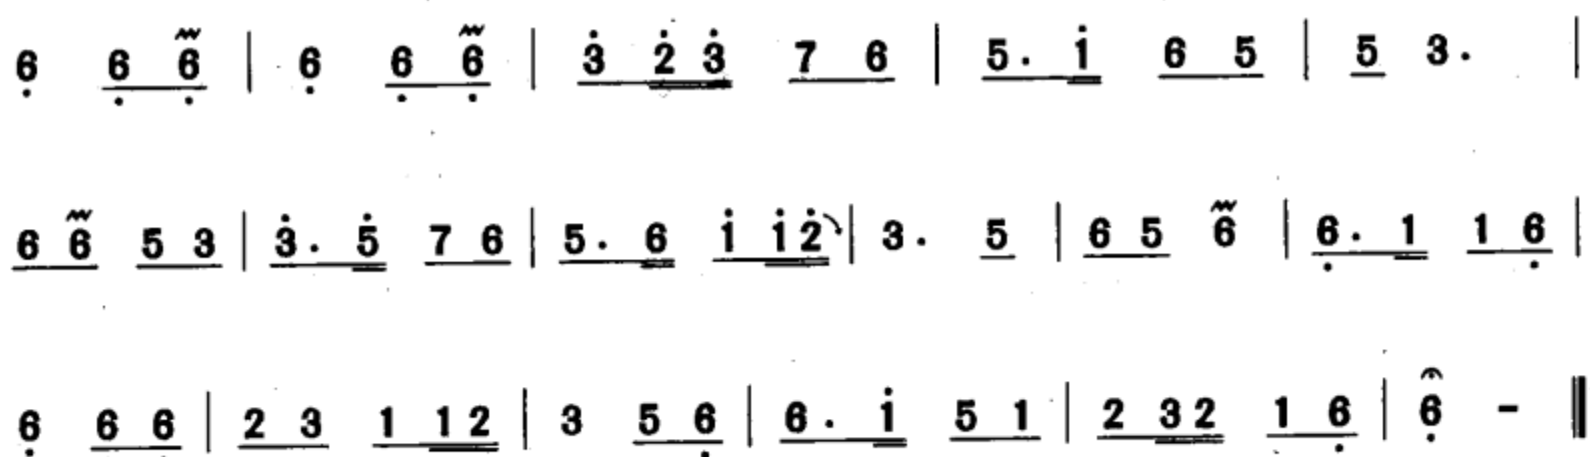 6̣ 6̣ 6̣ | 6̣ 6̣ 6̣ | 3̇ 2̇ 3̇ 7 6 | 5. 1̇ 6 5 | 5 3. |
6 6 5 3 | 3̇. 5̇ 7 6 | 5. 6 1̇ 1̇ 2̇ | 3. 5 | 6 5 6 | 6̣. 1 1 6̣ |
6̣ 6 6 | 2 3 1 1 2 | 3 5 6̣ | 6. 1̇ 5 1 | 2 3 2 1 6̣ | 6̣ - ‖